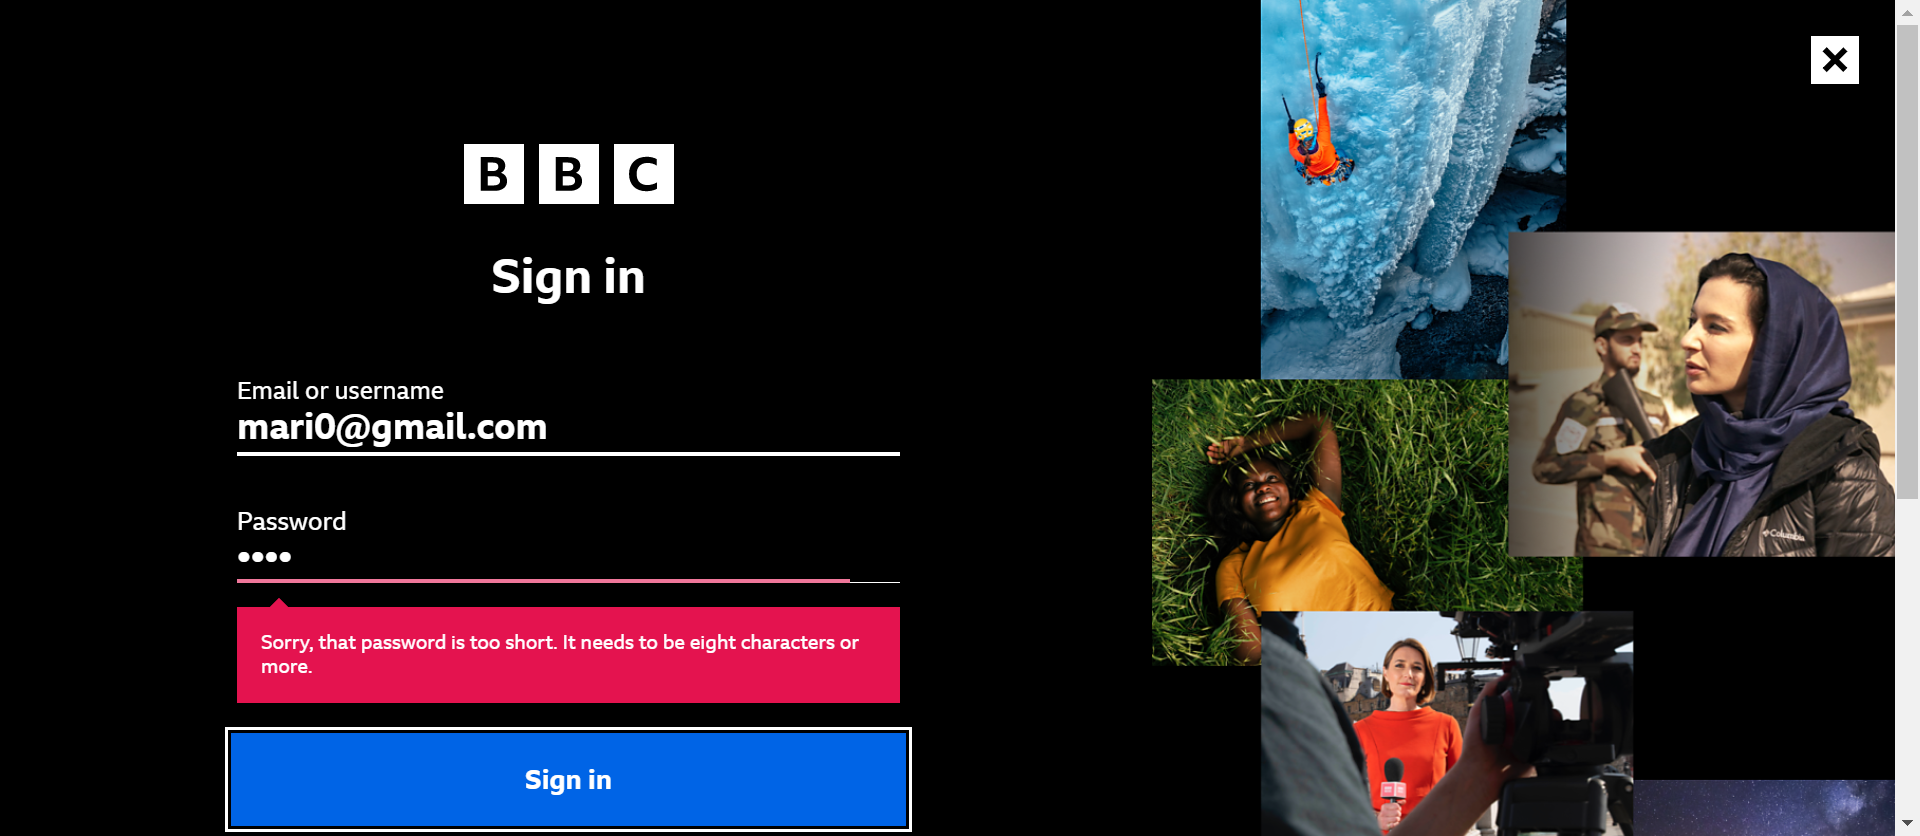 B B C
Sign in
Email or username
mari0@gmail.com
Password
Sorry, that password is too short. It needs to be eight characters or
more.
Sign in
Columbia